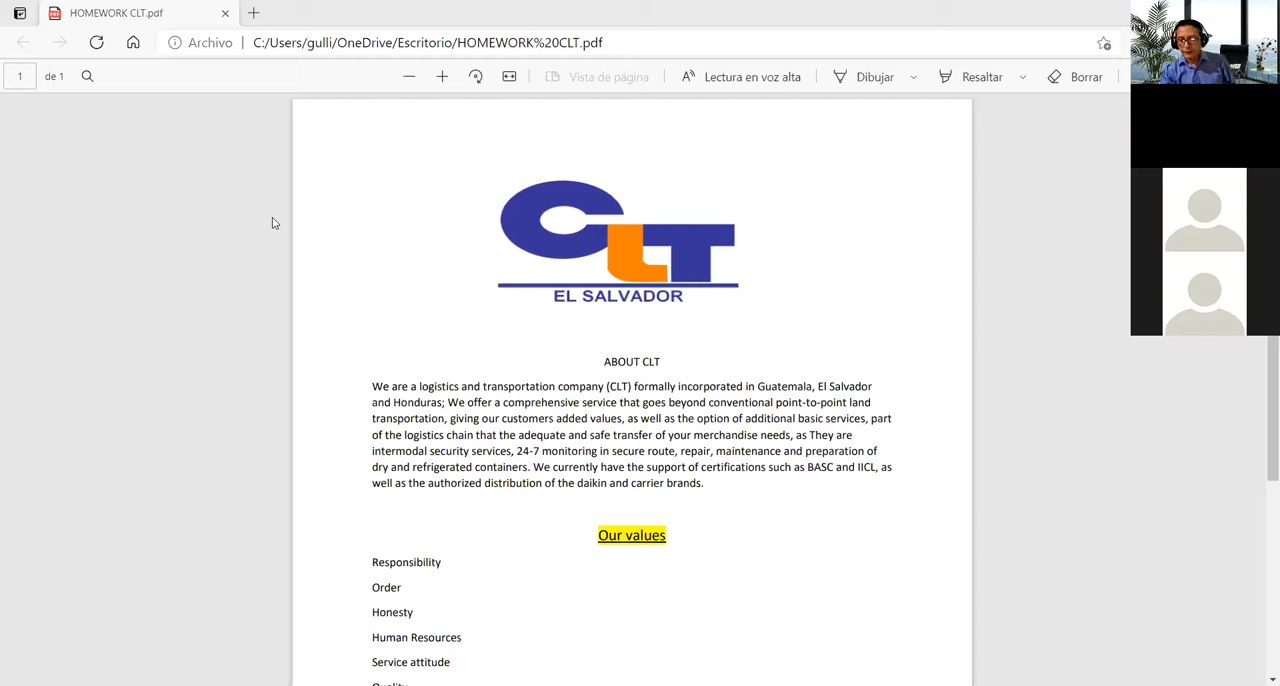 HOMEWORK CLT.pdf
Archivo
C:/Users/gulli/OneDrive/Escritorio/HOMEWORK%20CLT.pdf
1 de 1
Vista de página
Lectura en voz alta
Dibujar
Resaltar
Borrar
CLT
EL SALVADOR
ABOUT CLT
We are a logistics and transportation company (CLT) formally incorporated in Guatemala, El Salvador
and Honduras; We offer a comprehensive service that goes beyond conventional point-to-point land
transportation, giving our customers added values, as well as the option of additional basic services, part
of the logistics chain that the adequate and safe transfer of your merchandise needs, as They are
intermodal security services, 24-7 monitoring in secure route, repair, maintenance and preparation of
dry and refrigerated containers. We currently have the support of certifications such as BASC and IICL, as
well as the authorized distribution of the daikin and carrier brands.
Our values
Responsibility
Order
Honesty
Human Resources
Service attitude